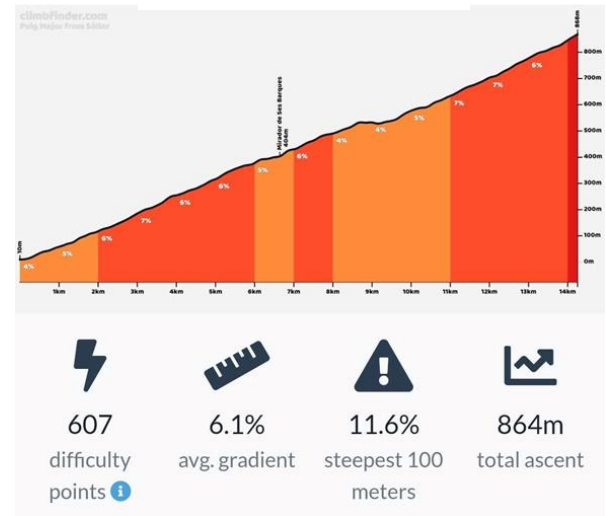 climbfinder.com
Puig Major from Sóller
868m
800m
700m
600m
500m
400m
300m
200m
100m
0m
10m
Mirador de Ses Barques
404m
4%
5%
6%
7%
6%
6%
5%
6%
4%
4%
5%
7%
7%
6%
1km
2km
3km
4km
5km
6km
7km
8km
9km
10km
11km
12km
13km
14km
607
difficulty
points i
6.1%
avg. gradient
11.6%
steepest 100
meters
864m
total ascent